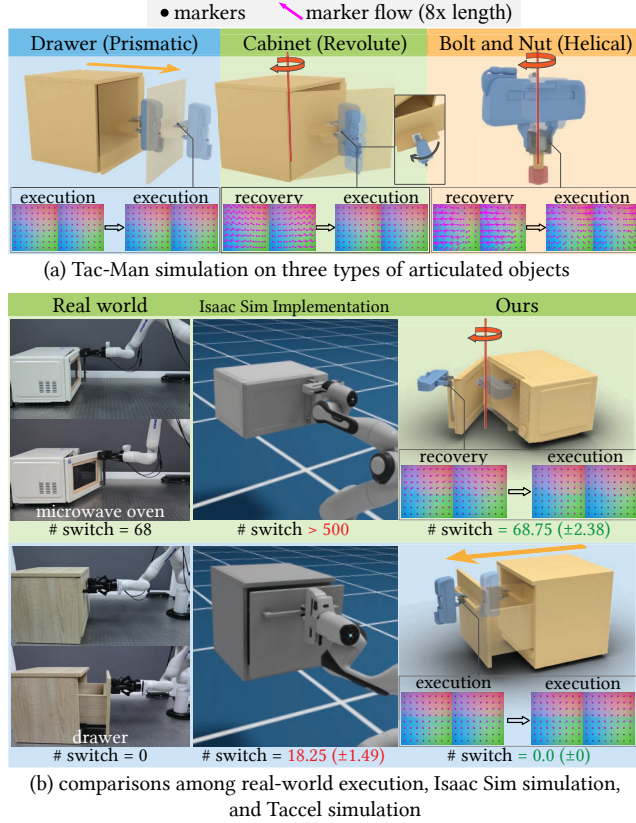 markers marker flow (8x length)
Drawer (Prismatic) Cabinet (Revolute) Bolt and Nut (Helical)
execution execution recovery execution recovery execution
(a) Tac-Man simulation on three types of articulated objects
Real world Isaac Sim Implementation Ours
recovery execution
microwave oven
# switch = 68 # switch > 500 # switch = 68.75 (±2.38)
execution execution
drawer
# switch = 0 # switch = 18.25 (±1.49) # switch = 0.0 (±0)
(b) comparisons among real-world execution, Isaac Sim simulation,
and Taccel simulation